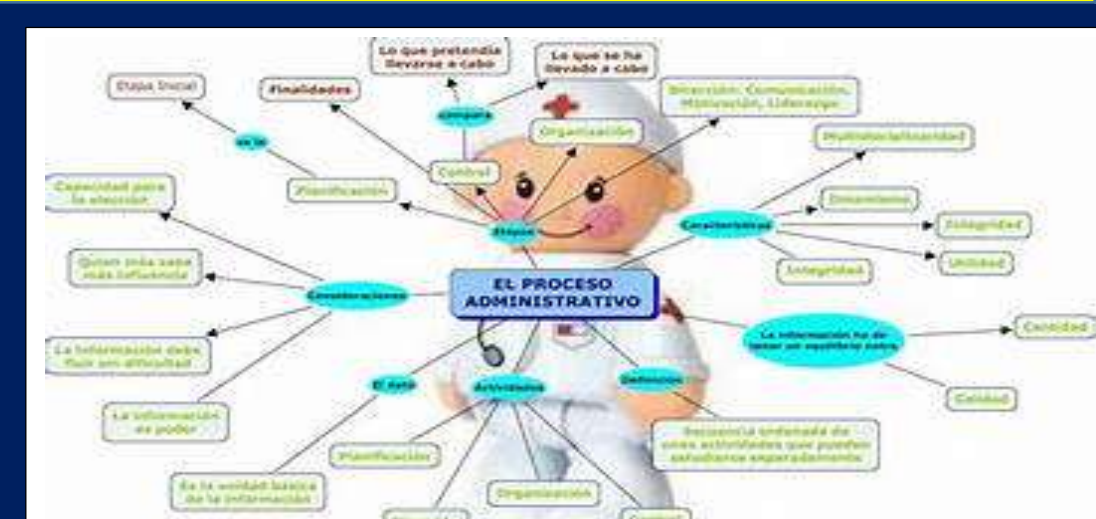 Lo que pretendía
llevarse a cabo
Lo que se ha
llevado a cabo
Etapa Inicial
Finalidades
Dirección, Comunicación,
Motivación, Liderazgo
compara
Organización
Multidisciplinariedad
es la
Control
Capacidad para
la elección
Planificación
Dinamismo
Etapas
Características
Integridad
Quien más sabe
más influencia
Utilidad
Integridad
EL PROCESO
ADMINISTRATIVO
Consideraciones
La información ha de
tener un equilibrio entre
Cantidad
La información debe
fluir sin dificultad
El dato
Actividades
Definición
Calidad
La información
es poder
Secuencia ordenada de
unas actividades que pueden
estudiarse separadamente
Planificación
Es la unidad básica
de la información
Organización
Control